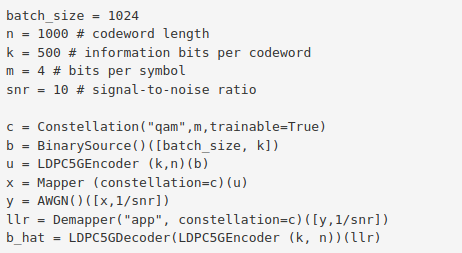 batch_size = 1024
n = 1000 # codeword length
k = 500 # information bits per codeword
m = 4 # bits per symbol
snr = 10 # signal-to-noise ratio

c = Constellation("qam",m,trainable=True)
b = BinarySource()([batch_size, k])
u = LDPC5GEncoder (k,n)(b)
x = Mapper (constellation=c)(u)
y = AWGN()([x,1/snr])
llr = Demapper("app", constellation=c)([y,1/snr])
b_hat = LDPC5GDecoder(LDPC5GEncoder (k, n))(llr)